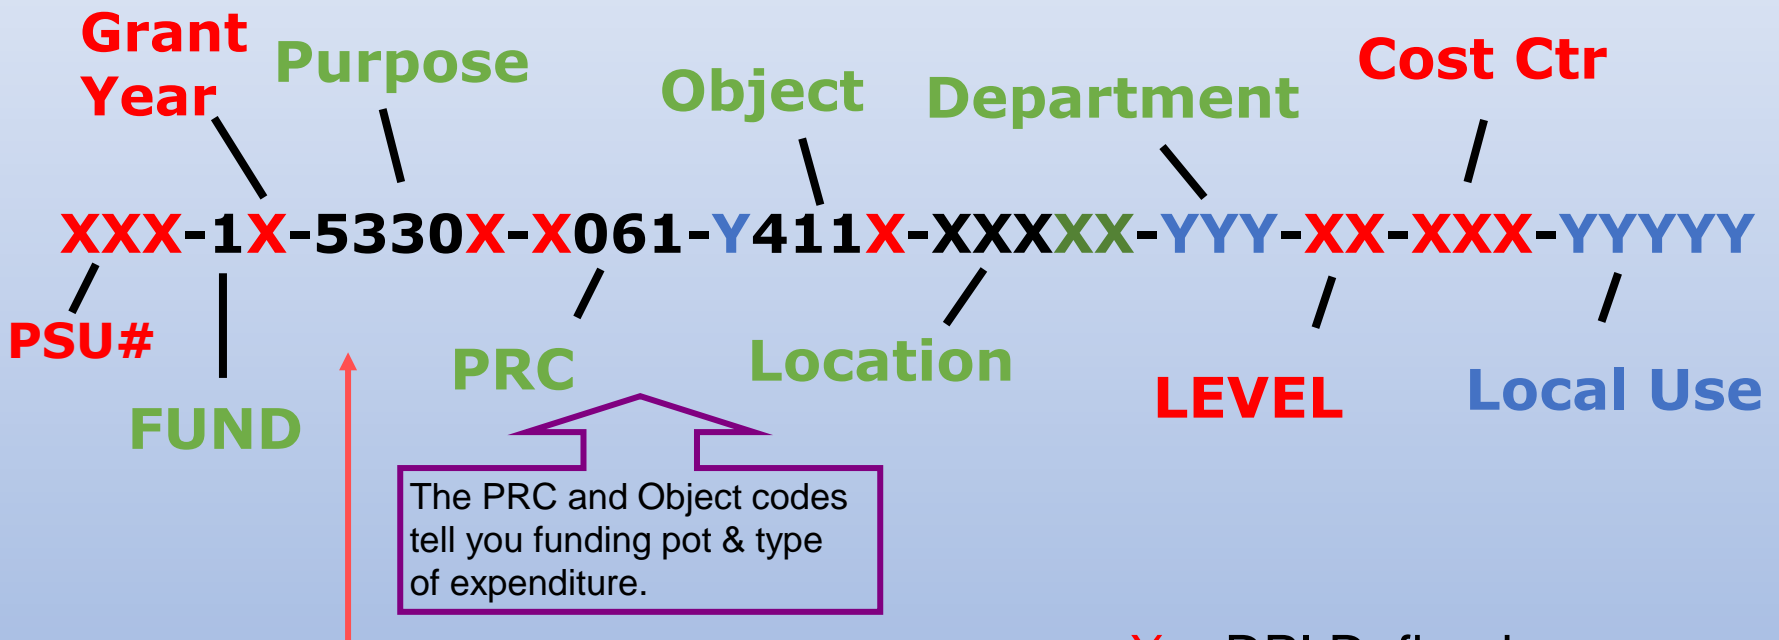 Grant
Year
Purpose
Object
Department
Cost Ctr
XXX-1X-5330X-X061-Y411X-XXXXX-YYY-XX-XXX-YYYYY
PSU#
FUND
PRC
Location
LEVEL
Local Use
The PRC and Object codes
tell you funding pot & type
of expenditure.